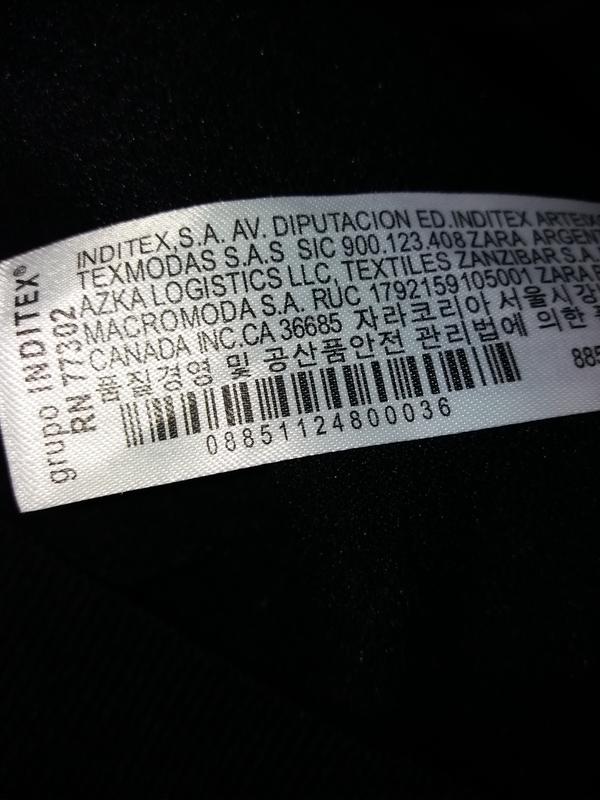 grupo INDITEX®
RN 77302
INDITEX,S.A. AV. DIPUTACION ED.INDITEX
TEXMODAS S.A.S SIC 900.123.408 ZARA
AZKA LOGISTICS LLC, TEXTILES ZANZIBAR,S.A.
MACROMODA S.A. RUC 1792159105001 ZARA
CANADA INC.CA 36685 자라코리아 서울시
품질경영 및 공산품안전 관리법에 의한
08851124800036